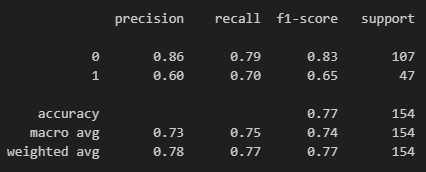 precision recall f1-score support
0 0.86 0.79 0.83 107
1 0.60 0.70 0.65 47
accuracy 0.77 154
macro avg 0.73 0.75 0.74 154
weighted avg 0.78 0.77 0.77 154